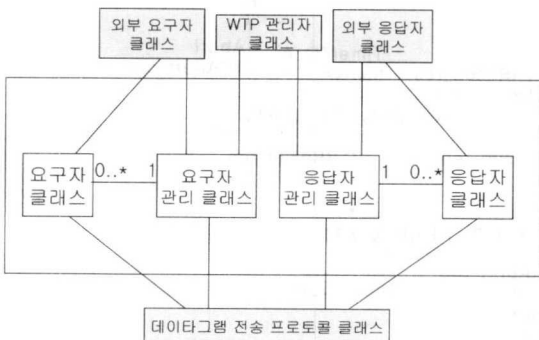 외부 요구자
클래스
WTP 관리자
클래스
외부 응답자
클래스
요구자
클래스
0..*
1
요구자
관리 클래스
응답자
관리 클래스
1
0..*
응답자
클래스
데이타그램 전송 프로토콜 클래스